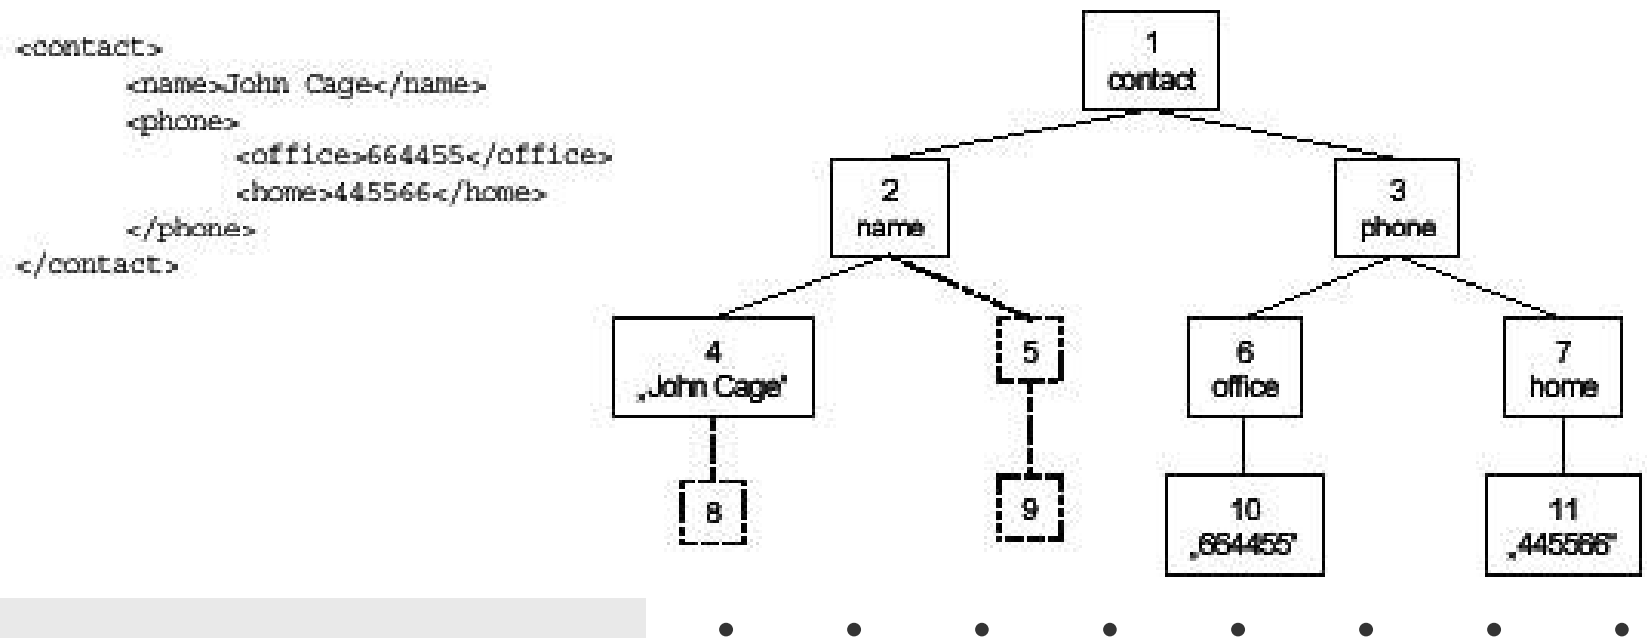 <contact>
<name>John Cage</name>
<phone>
<office>664455</office>
<home>445566</home>
</phone>
</contact>
1
contact
2
name
3
phone
4
„John Cage"
5
6
office
7
home
8
9
10
„664455"
11
„445566"